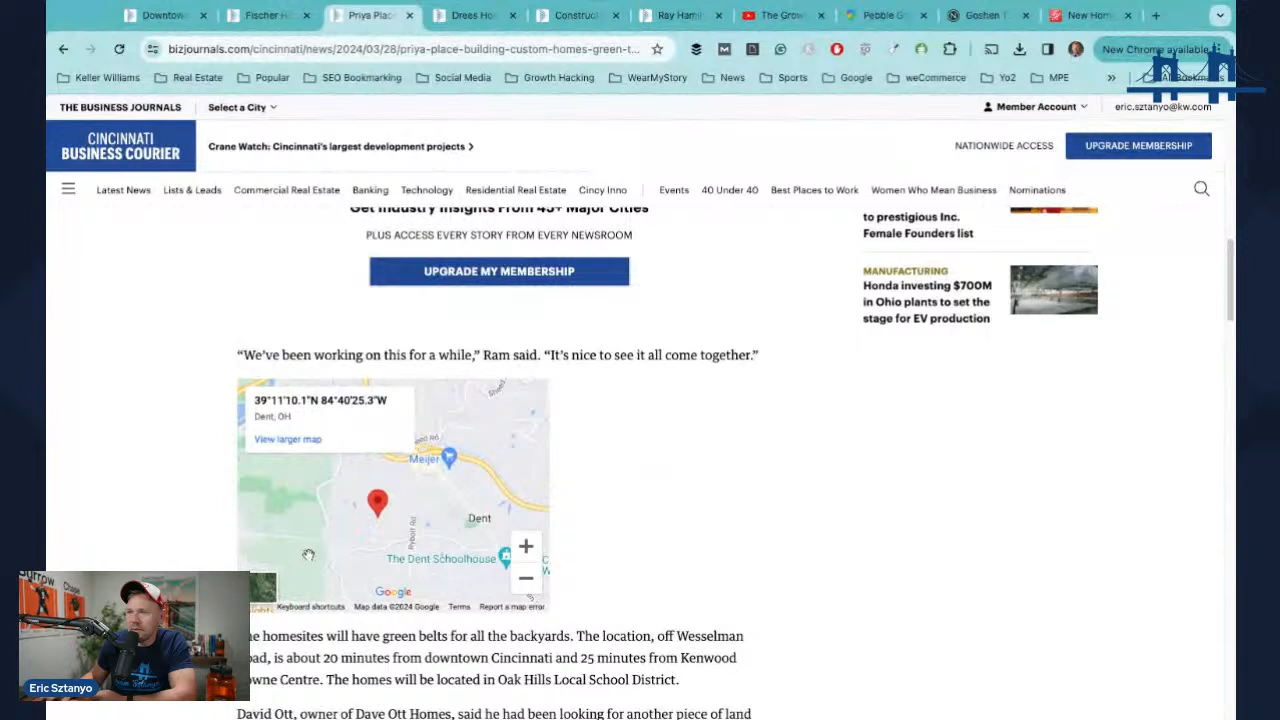 Downtow
Fischer H
Priya Plac
Drees Ho
Construct
Ray Hami
The Grow
Pebble G
Goshen T
New Hom
bizjournals.com/cincinnati/news/2024/03/28/priya-place-building-custom-homes-green-t...
New Chrome available
Keller Williams
Real Estate
Popular
SEO Bookmarking
Social Media
Growth Hacking
WearMyStory
News
Sports
Google
weCommerce
Yo2
MPE
THE BUSINESS JOURNALS
Select a City
Member Account
eric.sztanyo@kw.com
CINCINNATI
BUSINESS COURIER
Crane Watch: Cincinnati's largest development projects
NATIONWIDE ACCESS
UPGRADE MEMBERSHIP
Latest News
Lists & Leads
Commercial Real Estate
Banking
Technology
Residential Real Estate
Cincy Inno
Events
40 Under 40
Best Places to Work
Women Who Mean Business
Nominations
Get Industry Insights From 45+ Major Cities
PLUS ACCESS EVERY STORY FROM EVERY NEWSROOM
UPGRADE MY MEMBERSHIP
to prestigious Inc.
Female Founders list
MANUFACTURING
Honda investing $700M
in Ohio plants to set the
stage for EV production
“We’ve been working on this for a while,” Ram said. “It’s nice to see it all come together.”
39°11'10.1"N 84°40'25.3"W
Dent, OH
View larger map
Meijer
Dent
Rybolt Rd
The Dent Schoolhouse
Google
Keyboard shortcuts
Map data ©2024 Google
Terms
Report a map error
he homesites will have green belts for all the backyards. The location, off Wesselman
oad, is about 20 minutes from downtown Cincinnati and 25 minutes from Kenwood
owne Centre. The homes will be located in Oak Hills Local School District.
David Ott, owner of Dave Ott Homes, said he had been looking for another piece of land
Eric Sztanyo